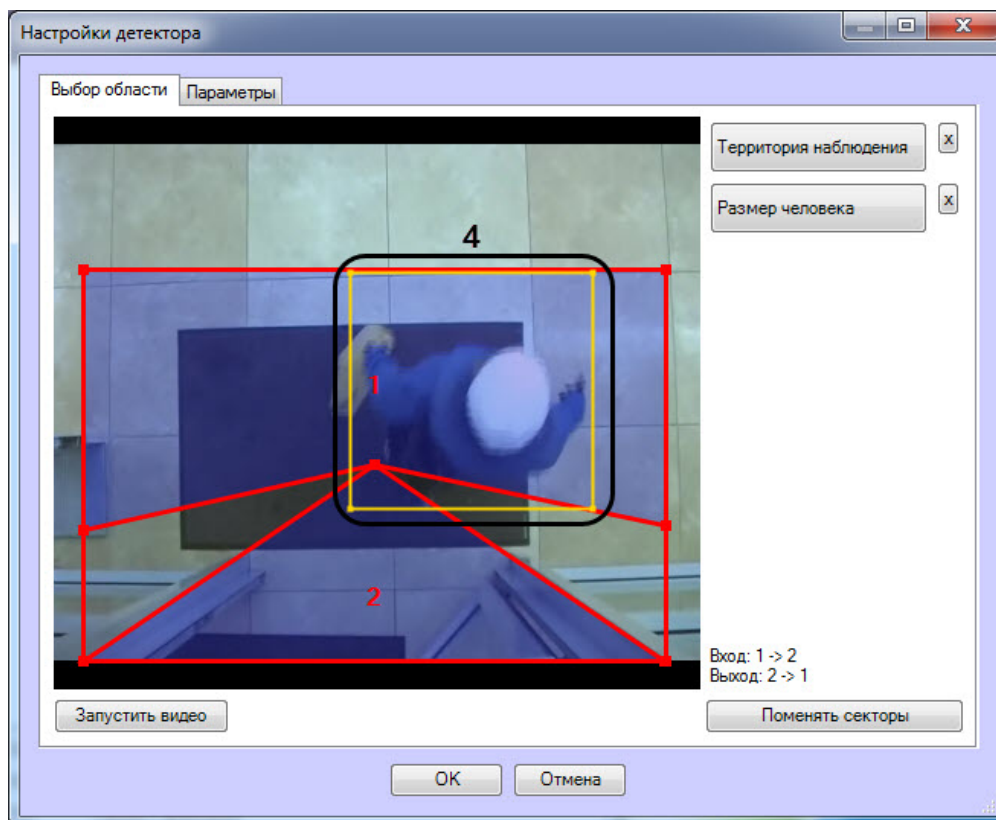 Настройки детектора
Выбор области
Параметры
Территория наблюдения
x
Размер человека
x
4
1
2
Вход: 1 -> 2
Выход: 2 -> 1
Запустить видео
Поменять секторы
OK
Отмена